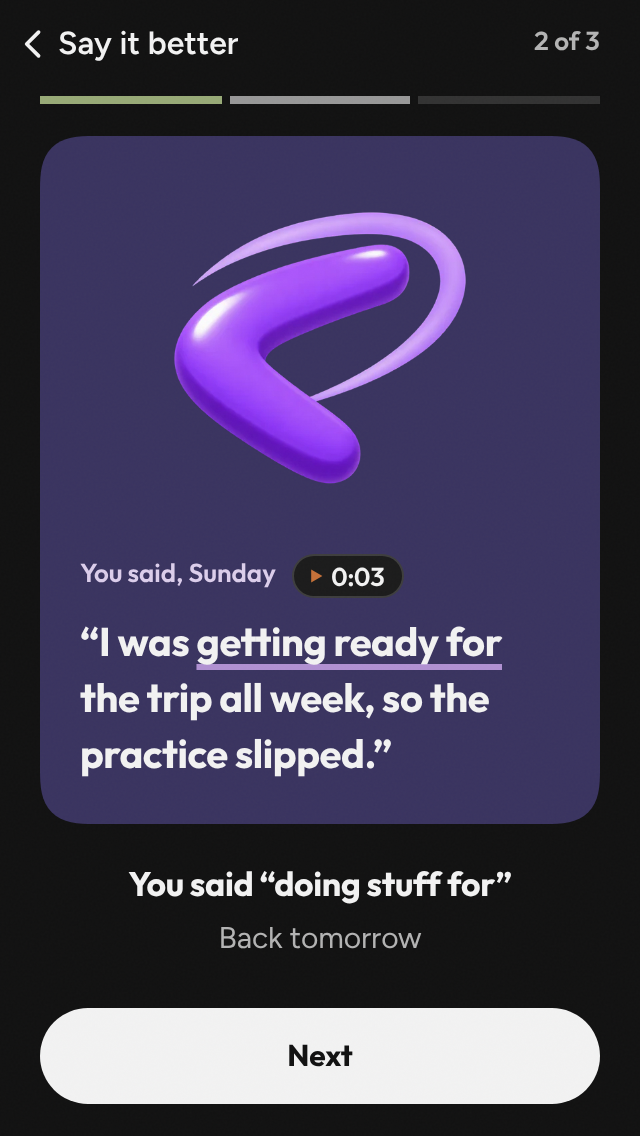 Say it better
2 of 3
You said, Sunday
0:03
“I was getting ready for
the trip all week, so the
practice slipped.”
You said “doing stuff for”
Back tomorrow
Next